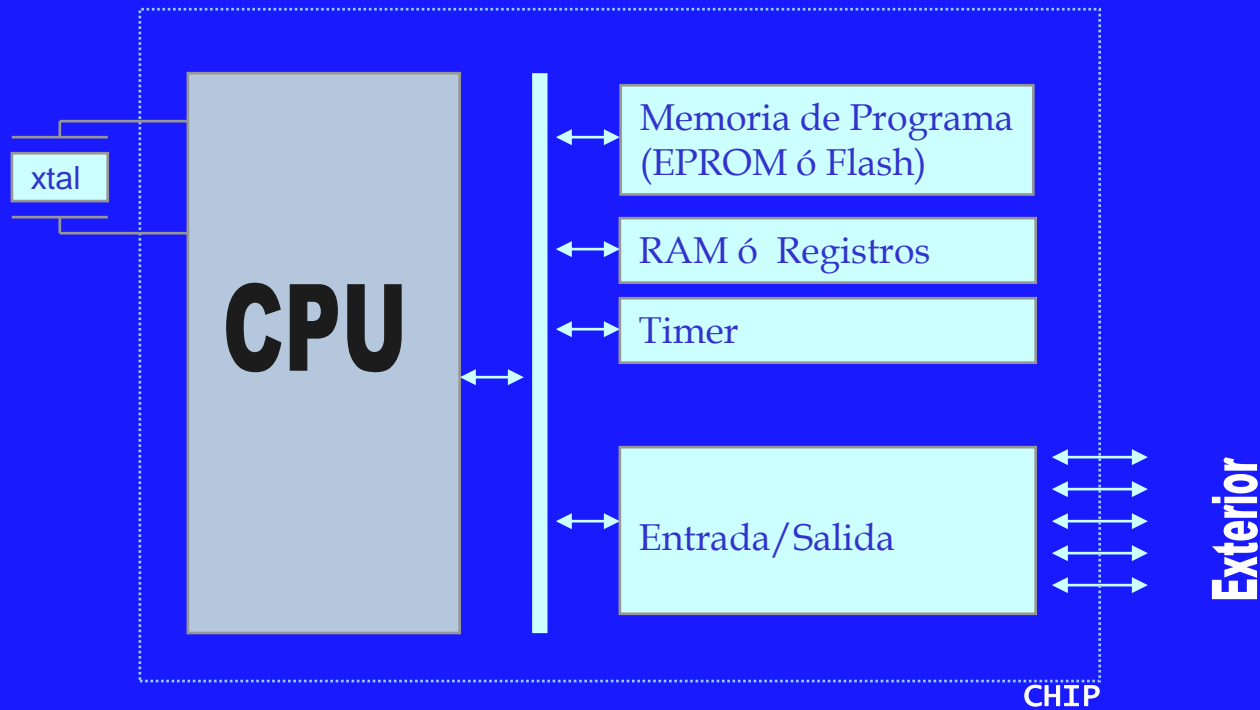 xtal
CPU
Memoria de Programa
(EPROM ó Flash)
RAM ó Registros
Timer
Entrada/Salida
Exterior
CHIP